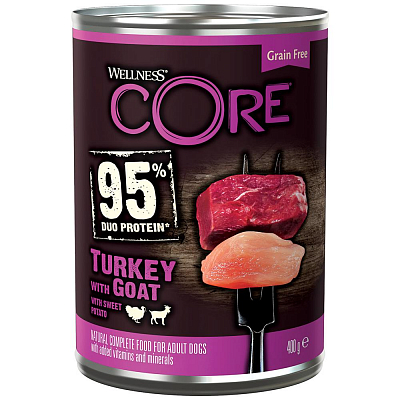 Grain Free
WELLNESS®
CORE®
95%
DUO PROTEIN*
TURKEY
WITH GOAT
WITH SWEET
POTATO
NATURAL COMPLETE FOOD FOR ADULT DOGS
with added vitamins and minerals
400 g ℮